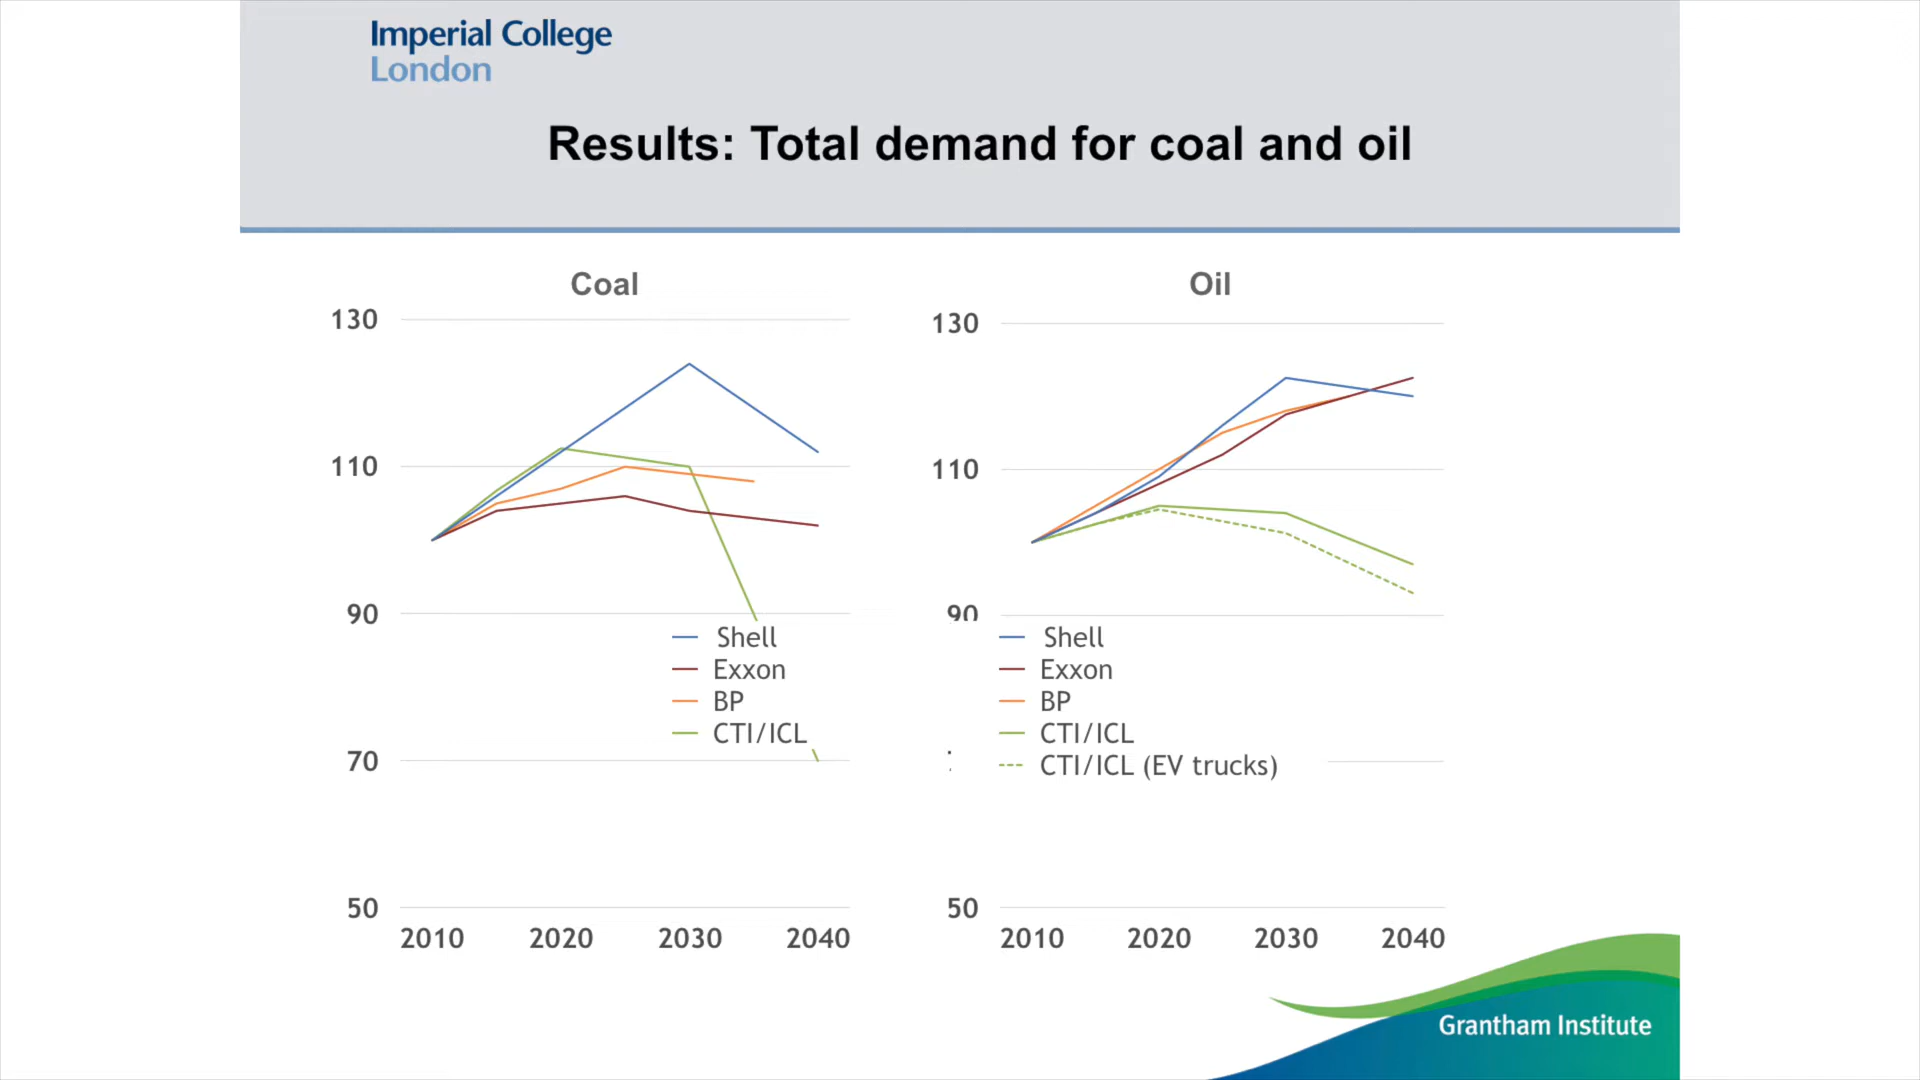 Imperial College
London
Results: Total demand for coal and oil
Coal
130
110
90
70
50
2010 2020 2030 2040
Shell
Exxon
BP
CTI/ICL
Oil
130
110
90
50
2010 2020 2030 2040
Shell
Exxon
BP
CTI/ICL
CTI/ICL (EV trucks)
Grantham Institute